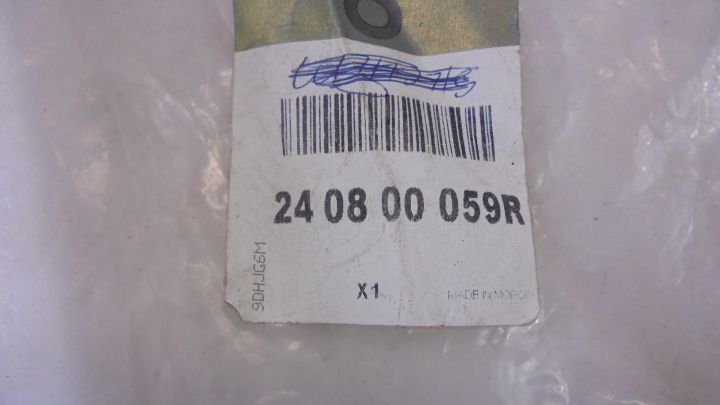 24 08 00 059R
9DHJG6M
X1
MADE IN MOROCCO